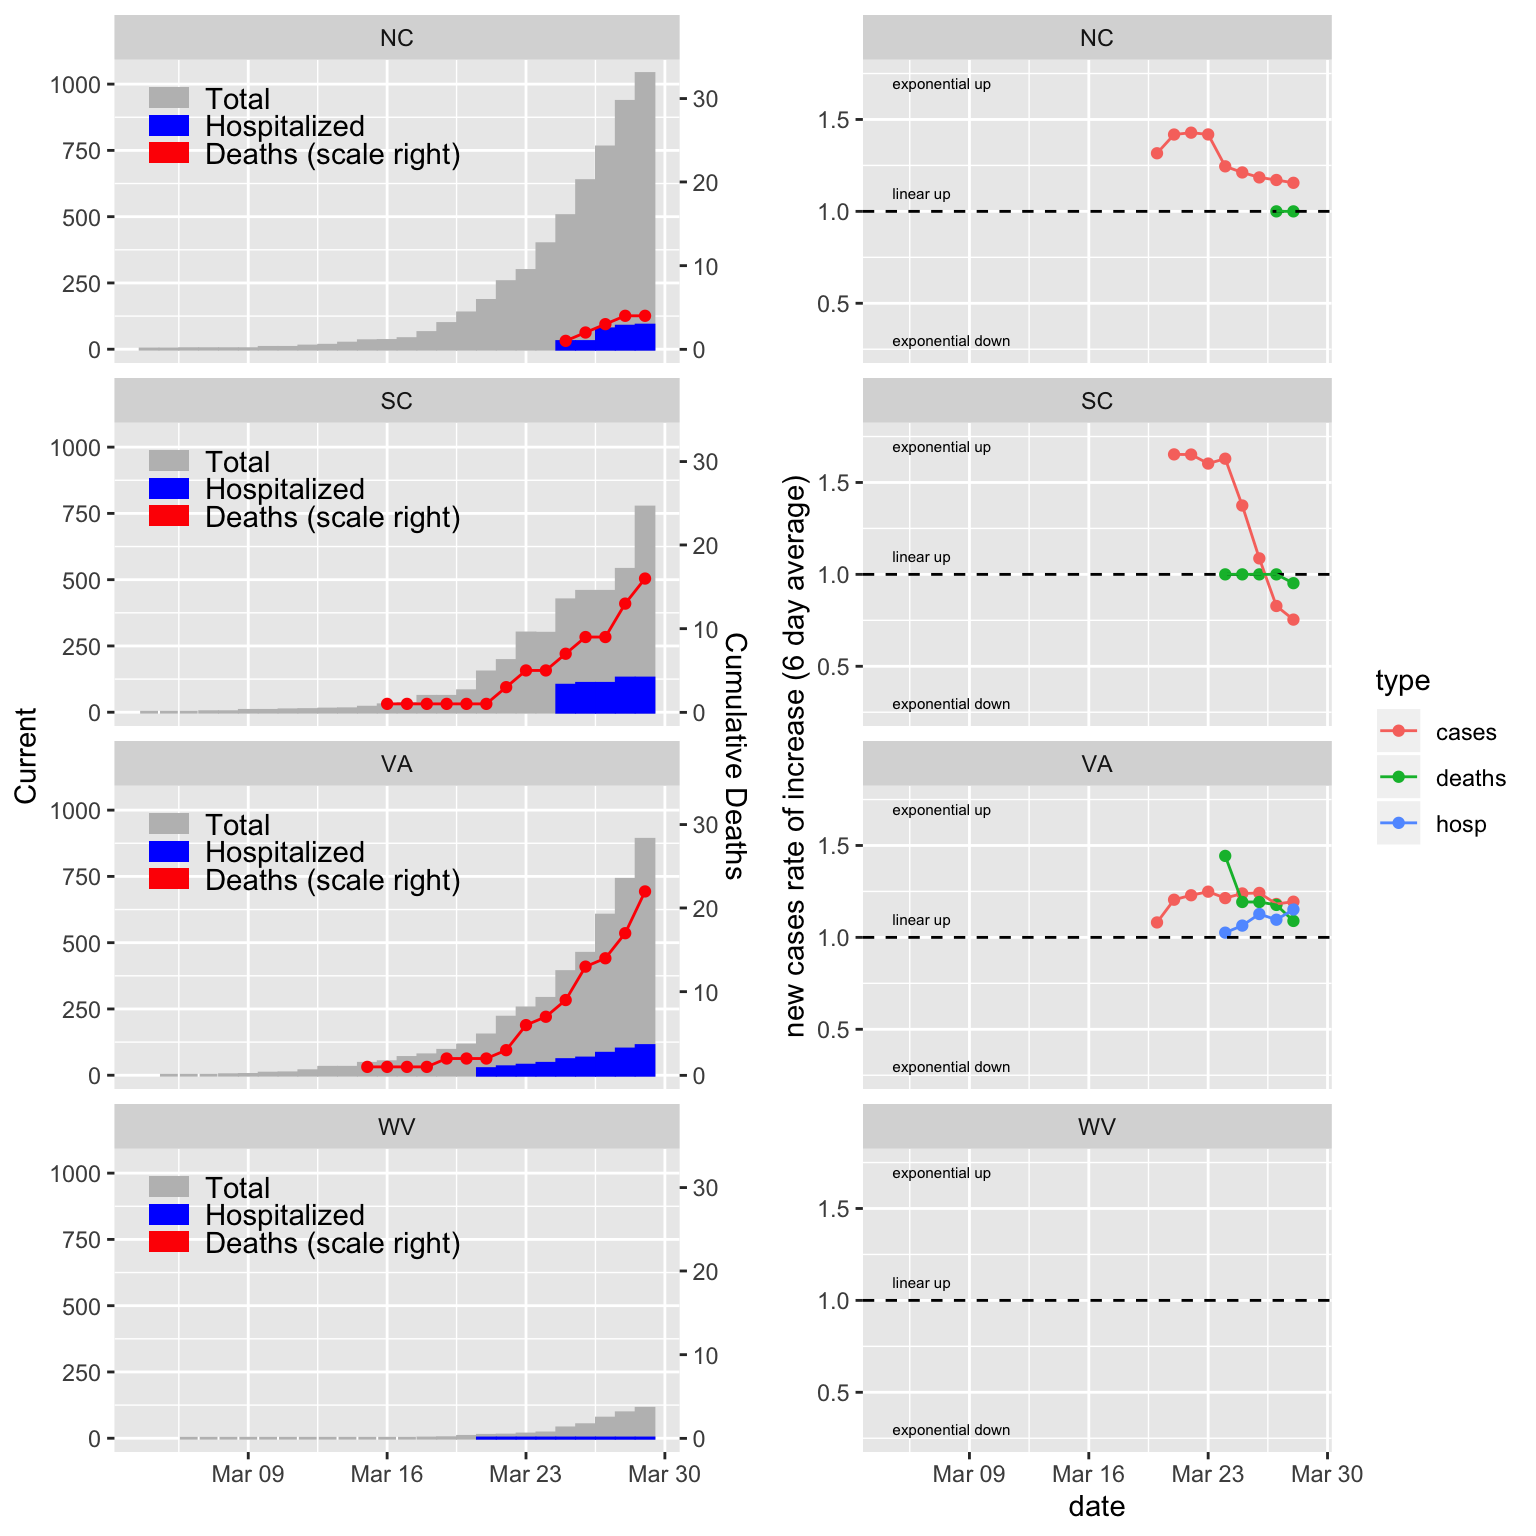 NC
1000
750
500
250
0
30
20
10
0
Total
Hospitalized
Deaths (scale right)
SC
1000
750
500
250
0
30
20
10
0
Total
Hospitalized
Deaths (scale right)
VA
1000
750
500
250
0
30
20
10
0
Total
Hospitalized
Deaths (scale right)
WV
1000
750
500
250
0
30
20
10
0
Total
Hospitalized
Deaths (scale right)
Mar 09
Mar 16
Mar 23
Mar 30
Current
Cumulative Deaths
NC
1.5
1.0
0.5
exponential up
linear up
exponential down
SC
1.5
1.0
0.5
exponential up
linear up
exponential down
VA
1.5
1.0
0.5
exponential up
linear up
exponential down
WV
1.5
1.0
0.5
exponential up
linear up
exponential down
Mar 09
Mar 16
Mar 23
Mar 30
date
new cases rate of increase (6 day average)
type
cases
deaths
hosp